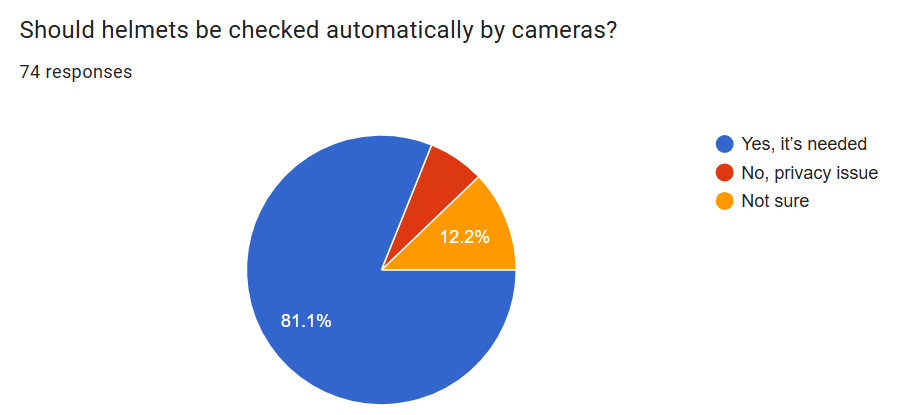 Should helmets be checked automatically by cameras?
74 responses
Yes, it’s needed
No, privacy issue
Not sure
12.2%
81.1%